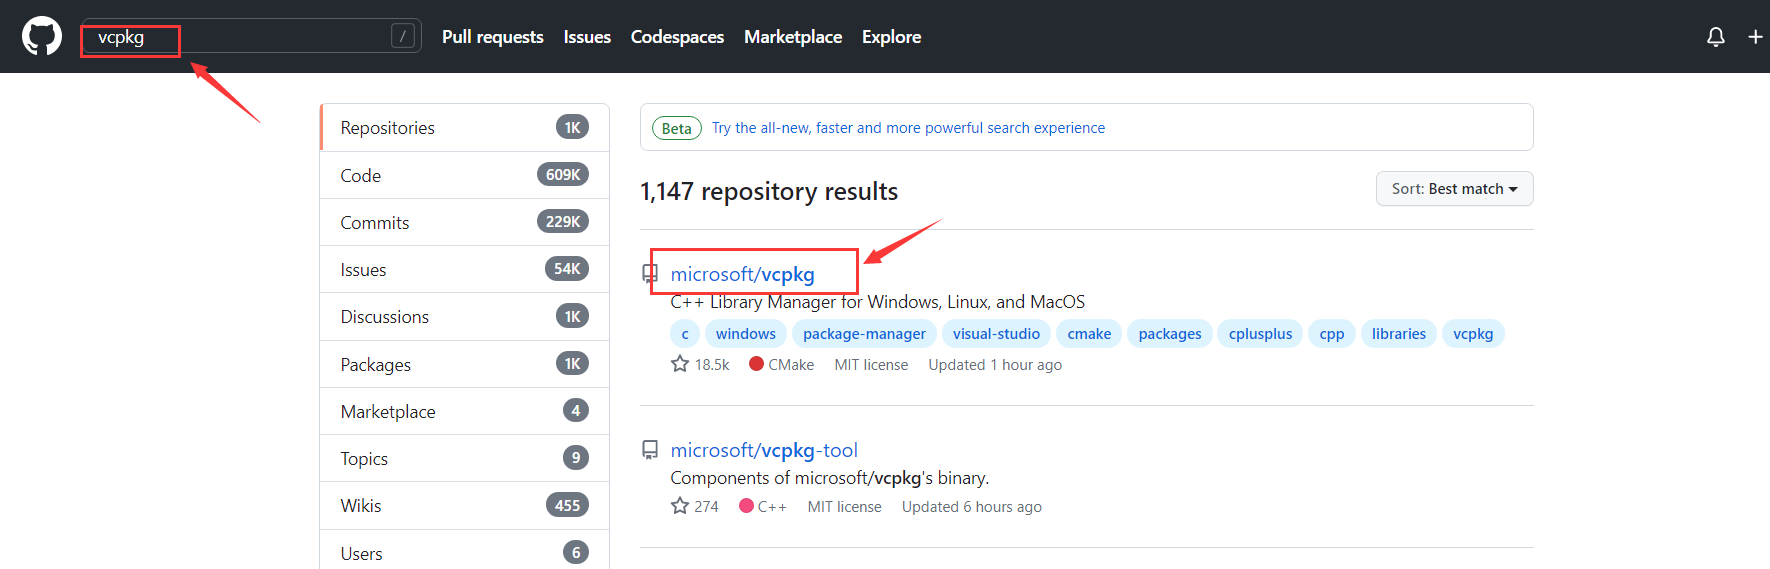 vcpkg / Pull requests Issues Codespaces Marketplace Explore
Repositories 1K
Code 609K
Commits 229K
Issues 54K
Discussions 1K
Packages 1K
Marketplace 4
Topics 9
Wikis 455
Users 6
Beta Try the all-new, faster and more powerful search experience
1,147 repository results
Sort: Best match
microsoft/vcpkg
C++ Library Manager for Windows, Linux, and MacOS
c windows package-manager visual-studio cmake packages cplusplus cpp libraries vcpkg
18.5k CMake MIT license Updated 1 hour ago
microsoft/vcpkg-tool
Components of microsoft/vcpkg's binary.
274 C++ MIT license Updated 6 hours ago